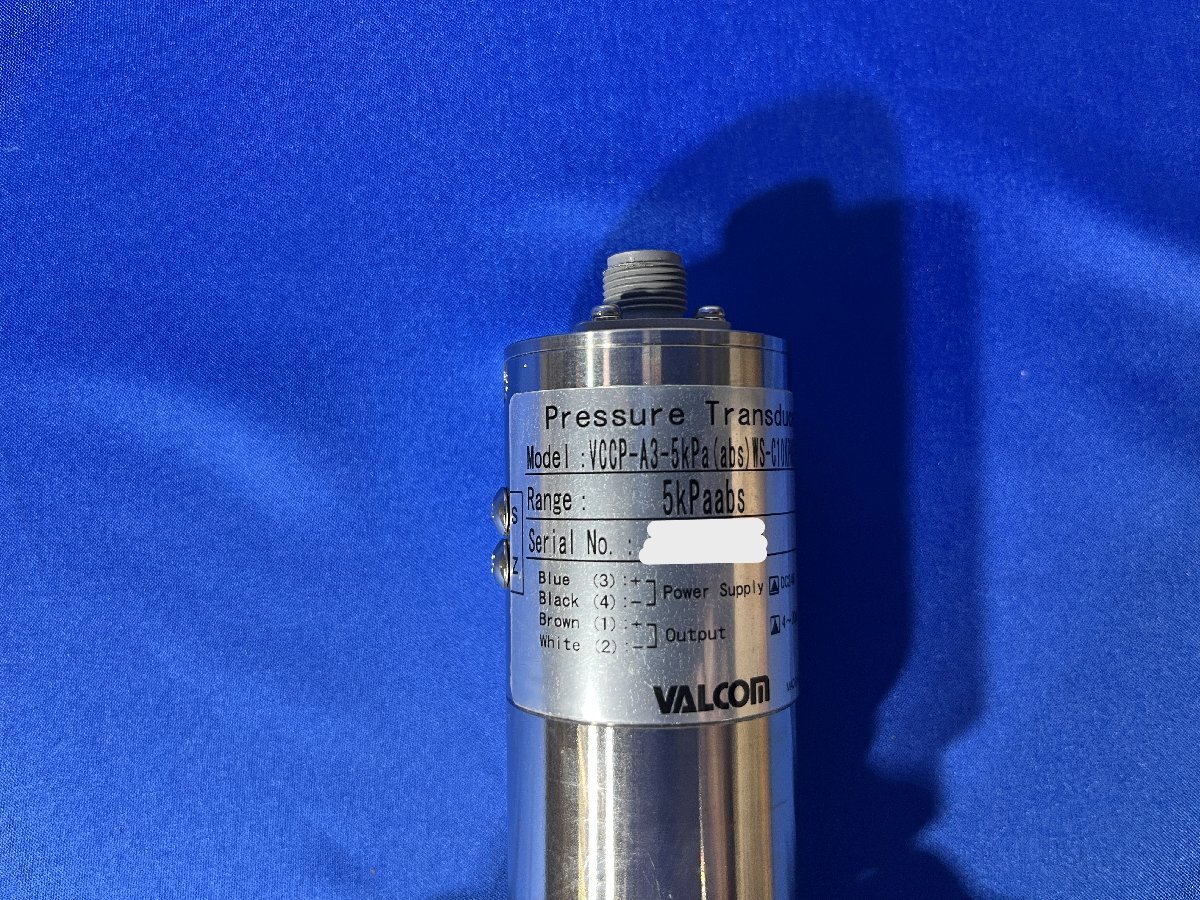 Pressure Transduc
Model :VCCP-A3-5kPa(abs)WS-C10
Range : 5kPaabs
S
Serial No. :
Z
Blue (3) :+
Black (4) :- Power Supply
Brown (1) :+
White (2) :- Output
VALCOM